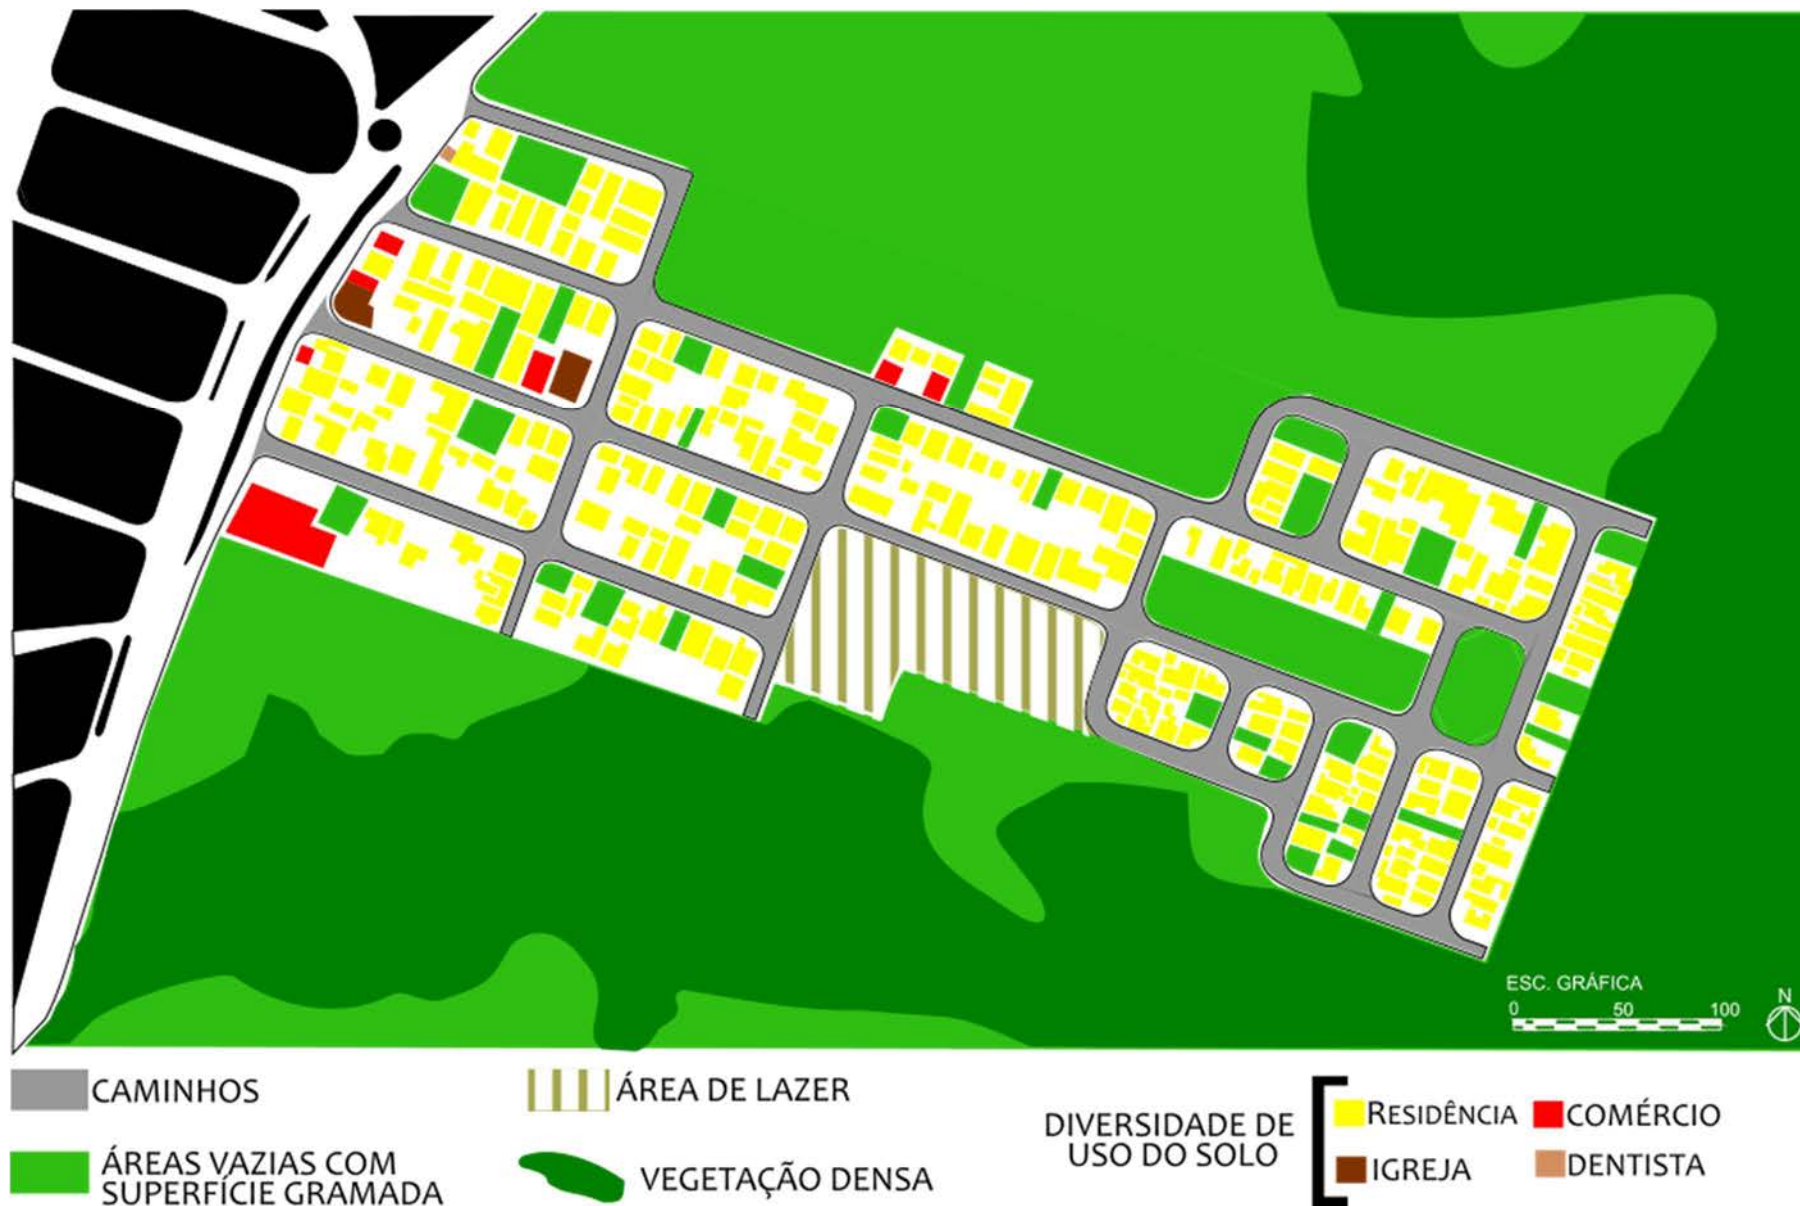 ESC. GRÁFICA
0 50 100
N
CAMINHOS
ÁREA DE LAZER
ÁREAS VAZIAS COM
SUPERFÍCIE GRAMADA
VEGETAÇÃO DENSA
DIVERSIDADE DE
USO DO SOLO
RESIDÊNCIA
COMÉRCIO
IGREJA
DENTISTA